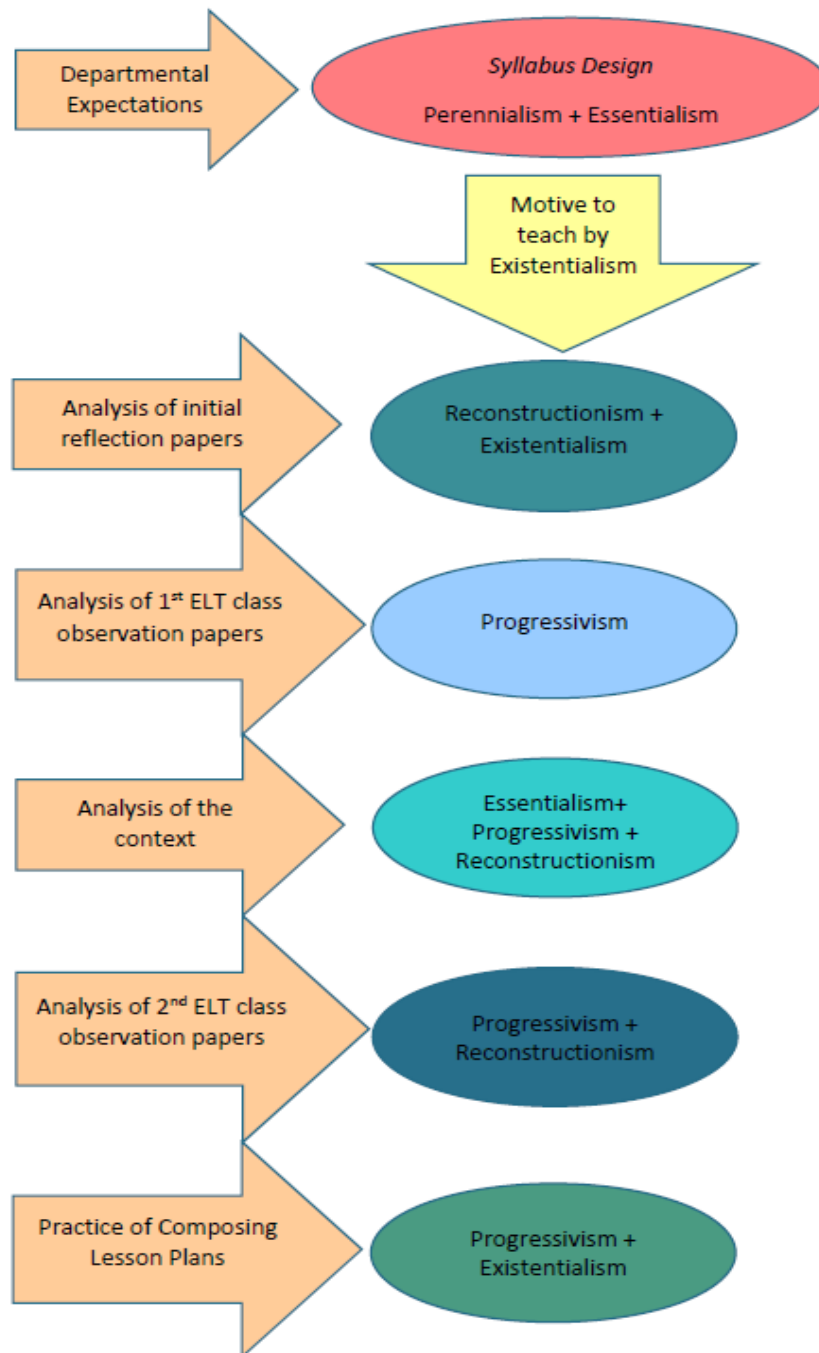 Departmental
Expectations
Syllabus Design
Perennialism + Essentialism
Motive to
teach by
Existentialism
Analysis of initial
reflection papers
Reconstructionism +
Existentialism
Analysis of 1st ELT class
observation papers
Progressivism
Analysis of the
context
Essentialism+
Progressivism +
Reconstructionism
Analysis of 2nd ELT class
observation papers
Progressivism +
Reconstructionism
Practice of Composing
Lesson Plans
Progressivism +
Existentialism